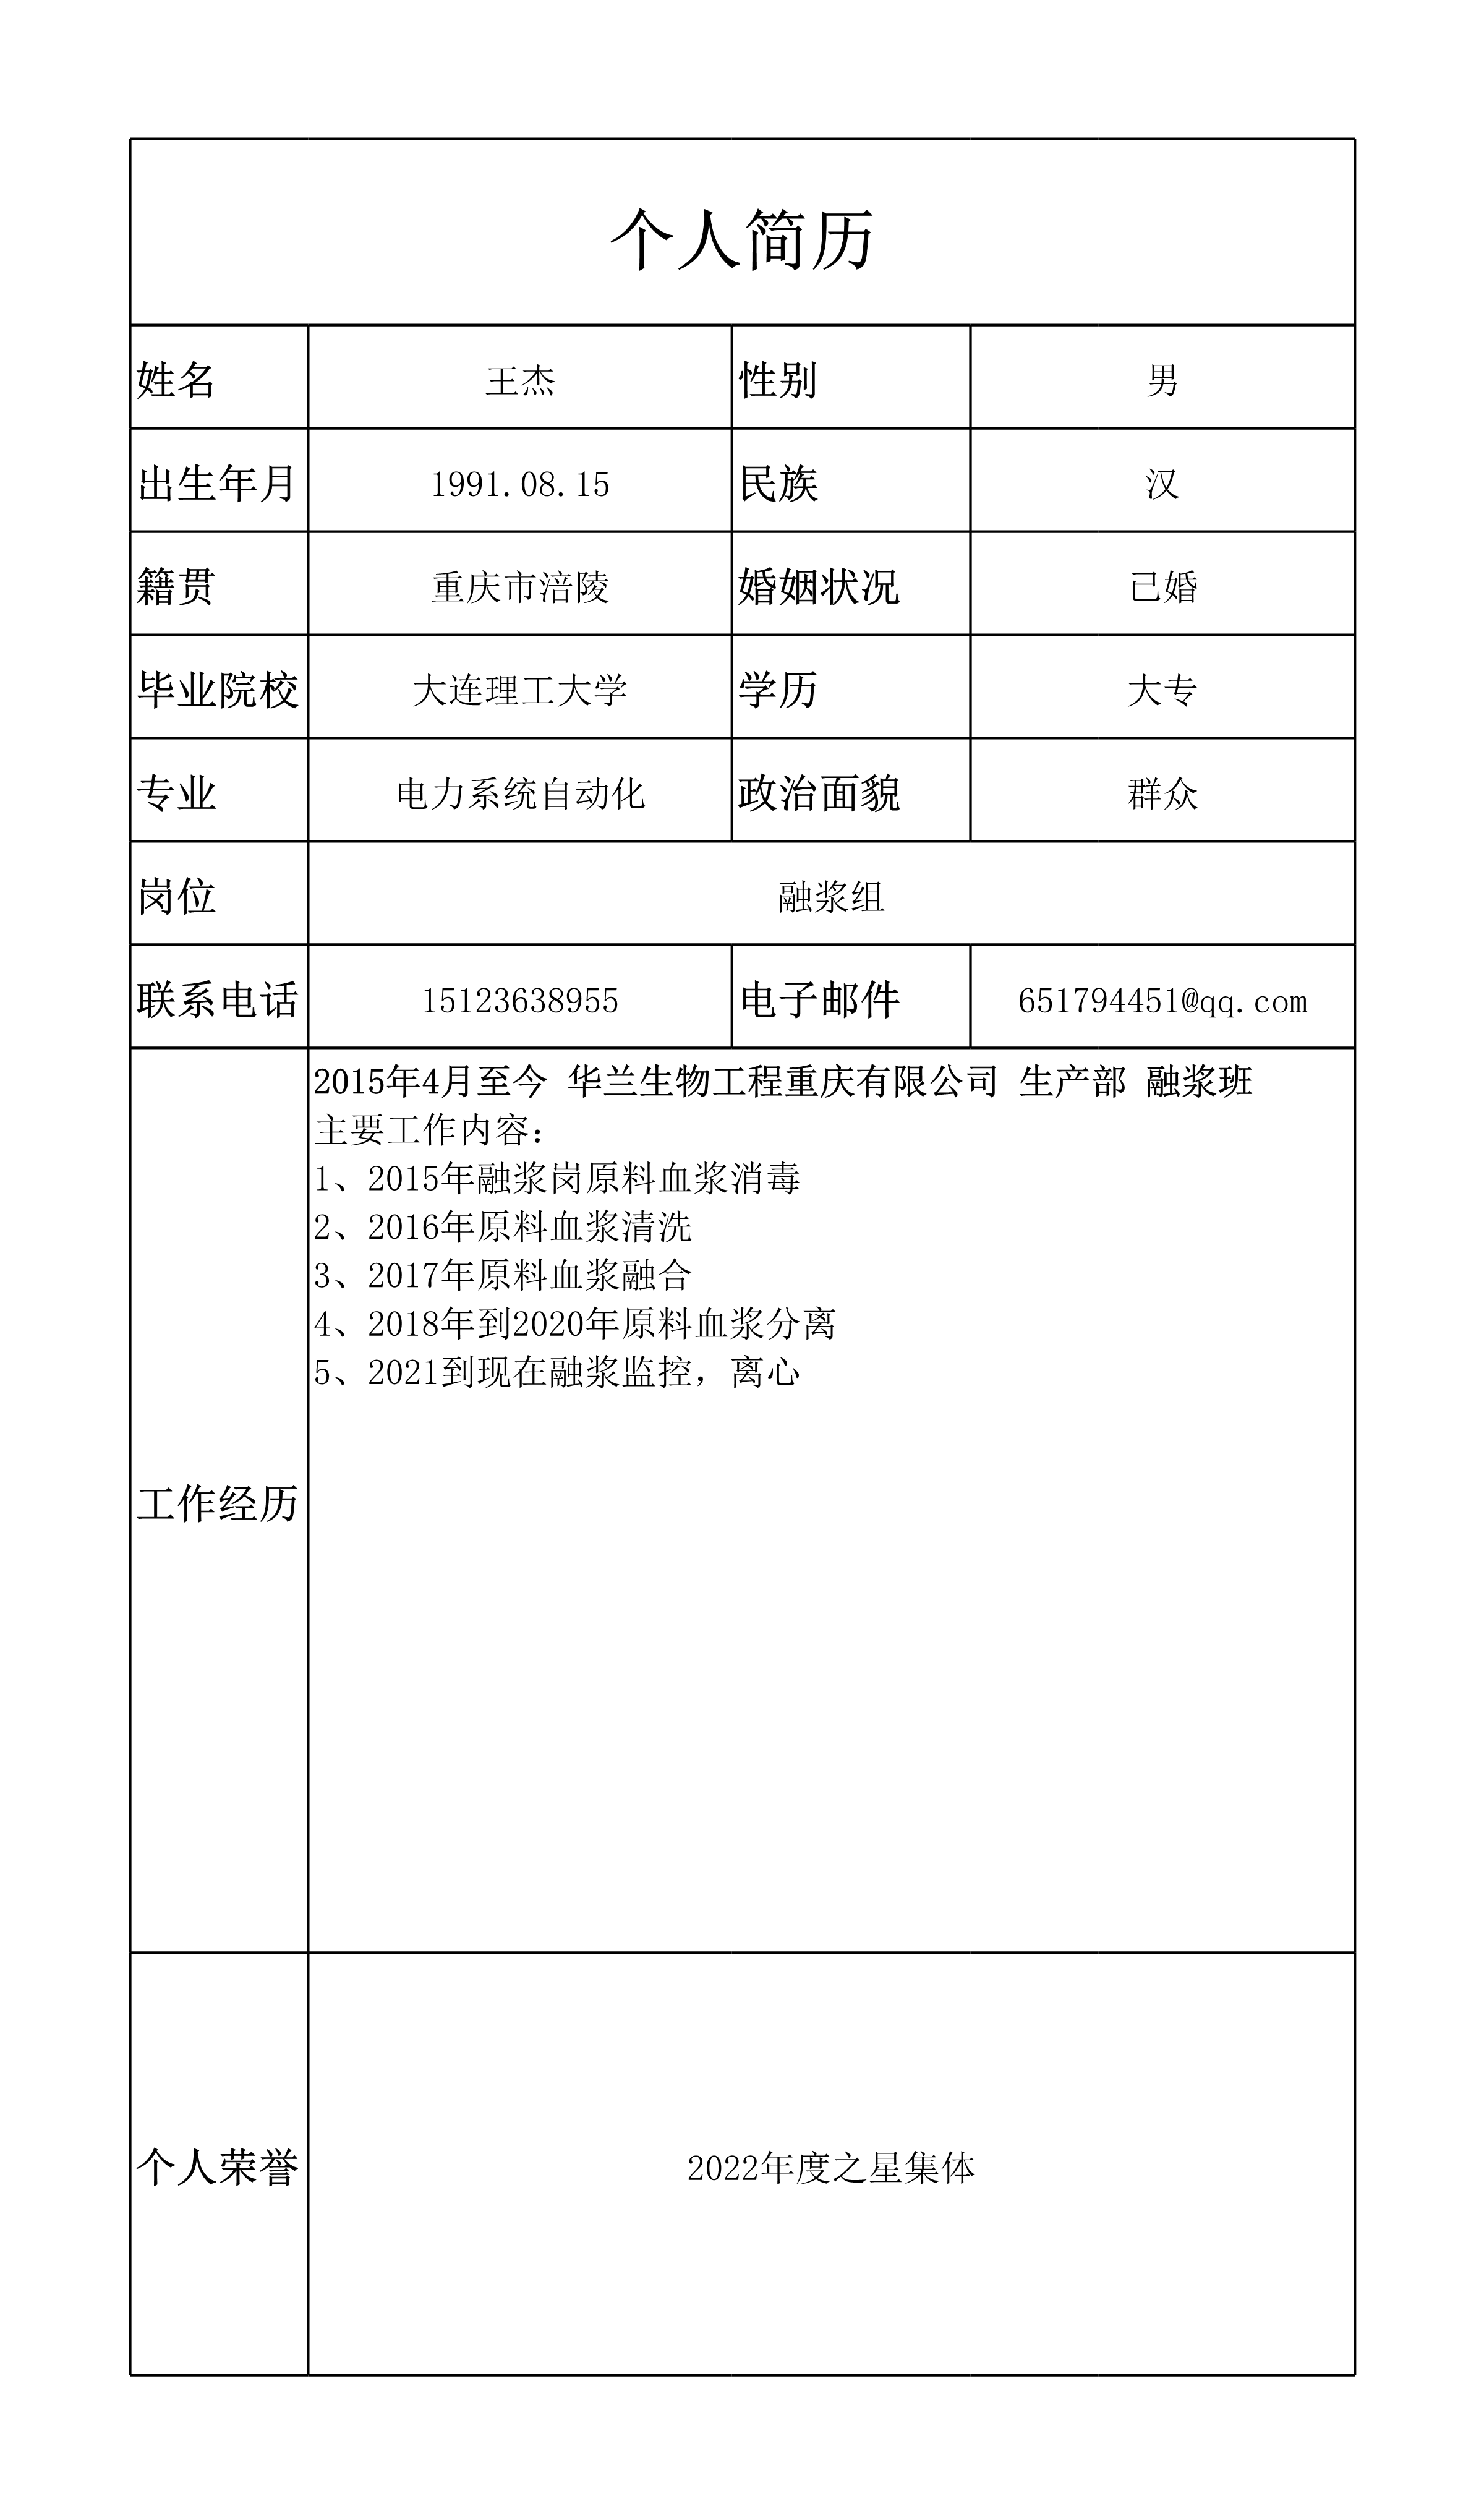 个人简历
姓名 王杰 性别 男
出生年月 1991.08.15 民族 汉
籍贯 重庆市涪陵 婚姻状况 已婚
毕业院校 大连理工大学 学历 大专
专业 电力系统自动化 政治面貌 群众
岗位 融浆组
联系电话 15123638955 电子邮件 651794451@qq.com
2015年4月至今 华兰生物工程重庆有限公司 生产部 融浆班
主要工作内容：
1、2015年融浆岗原料血浆消毒
2、2016年原料血浆清洗
3、2017年原料血浆融合
4、2018年到2020年原料血浆分离
5、2021到现在融浆监控，离心
工作经历
个人荣誉 2022年度之星集体